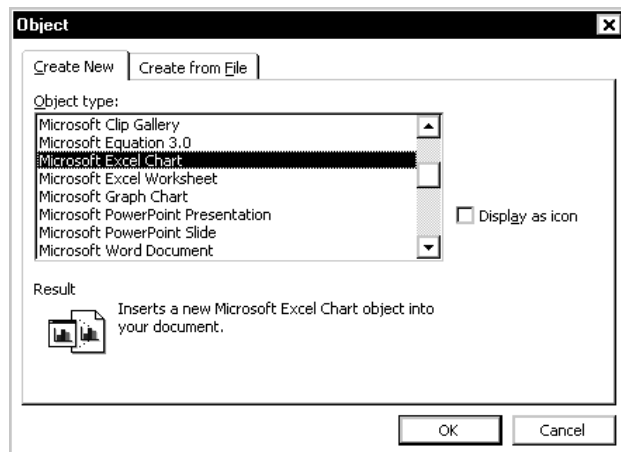 Object
Create New
Create from File
Object type:
Microsoft Clip Gallery
Microsoft Equation 3.0
Microsoft Excel Chart
Microsoft Excel Worksheet
Microsoft Graph Chart
Microsoft PowerPoint Presentation
Microsoft PowerPoint Slide
Microsoft Word Document
Display as icon
Result
Inserts a new Microsoft Excel Chart object into
your document.
OK
Cancel